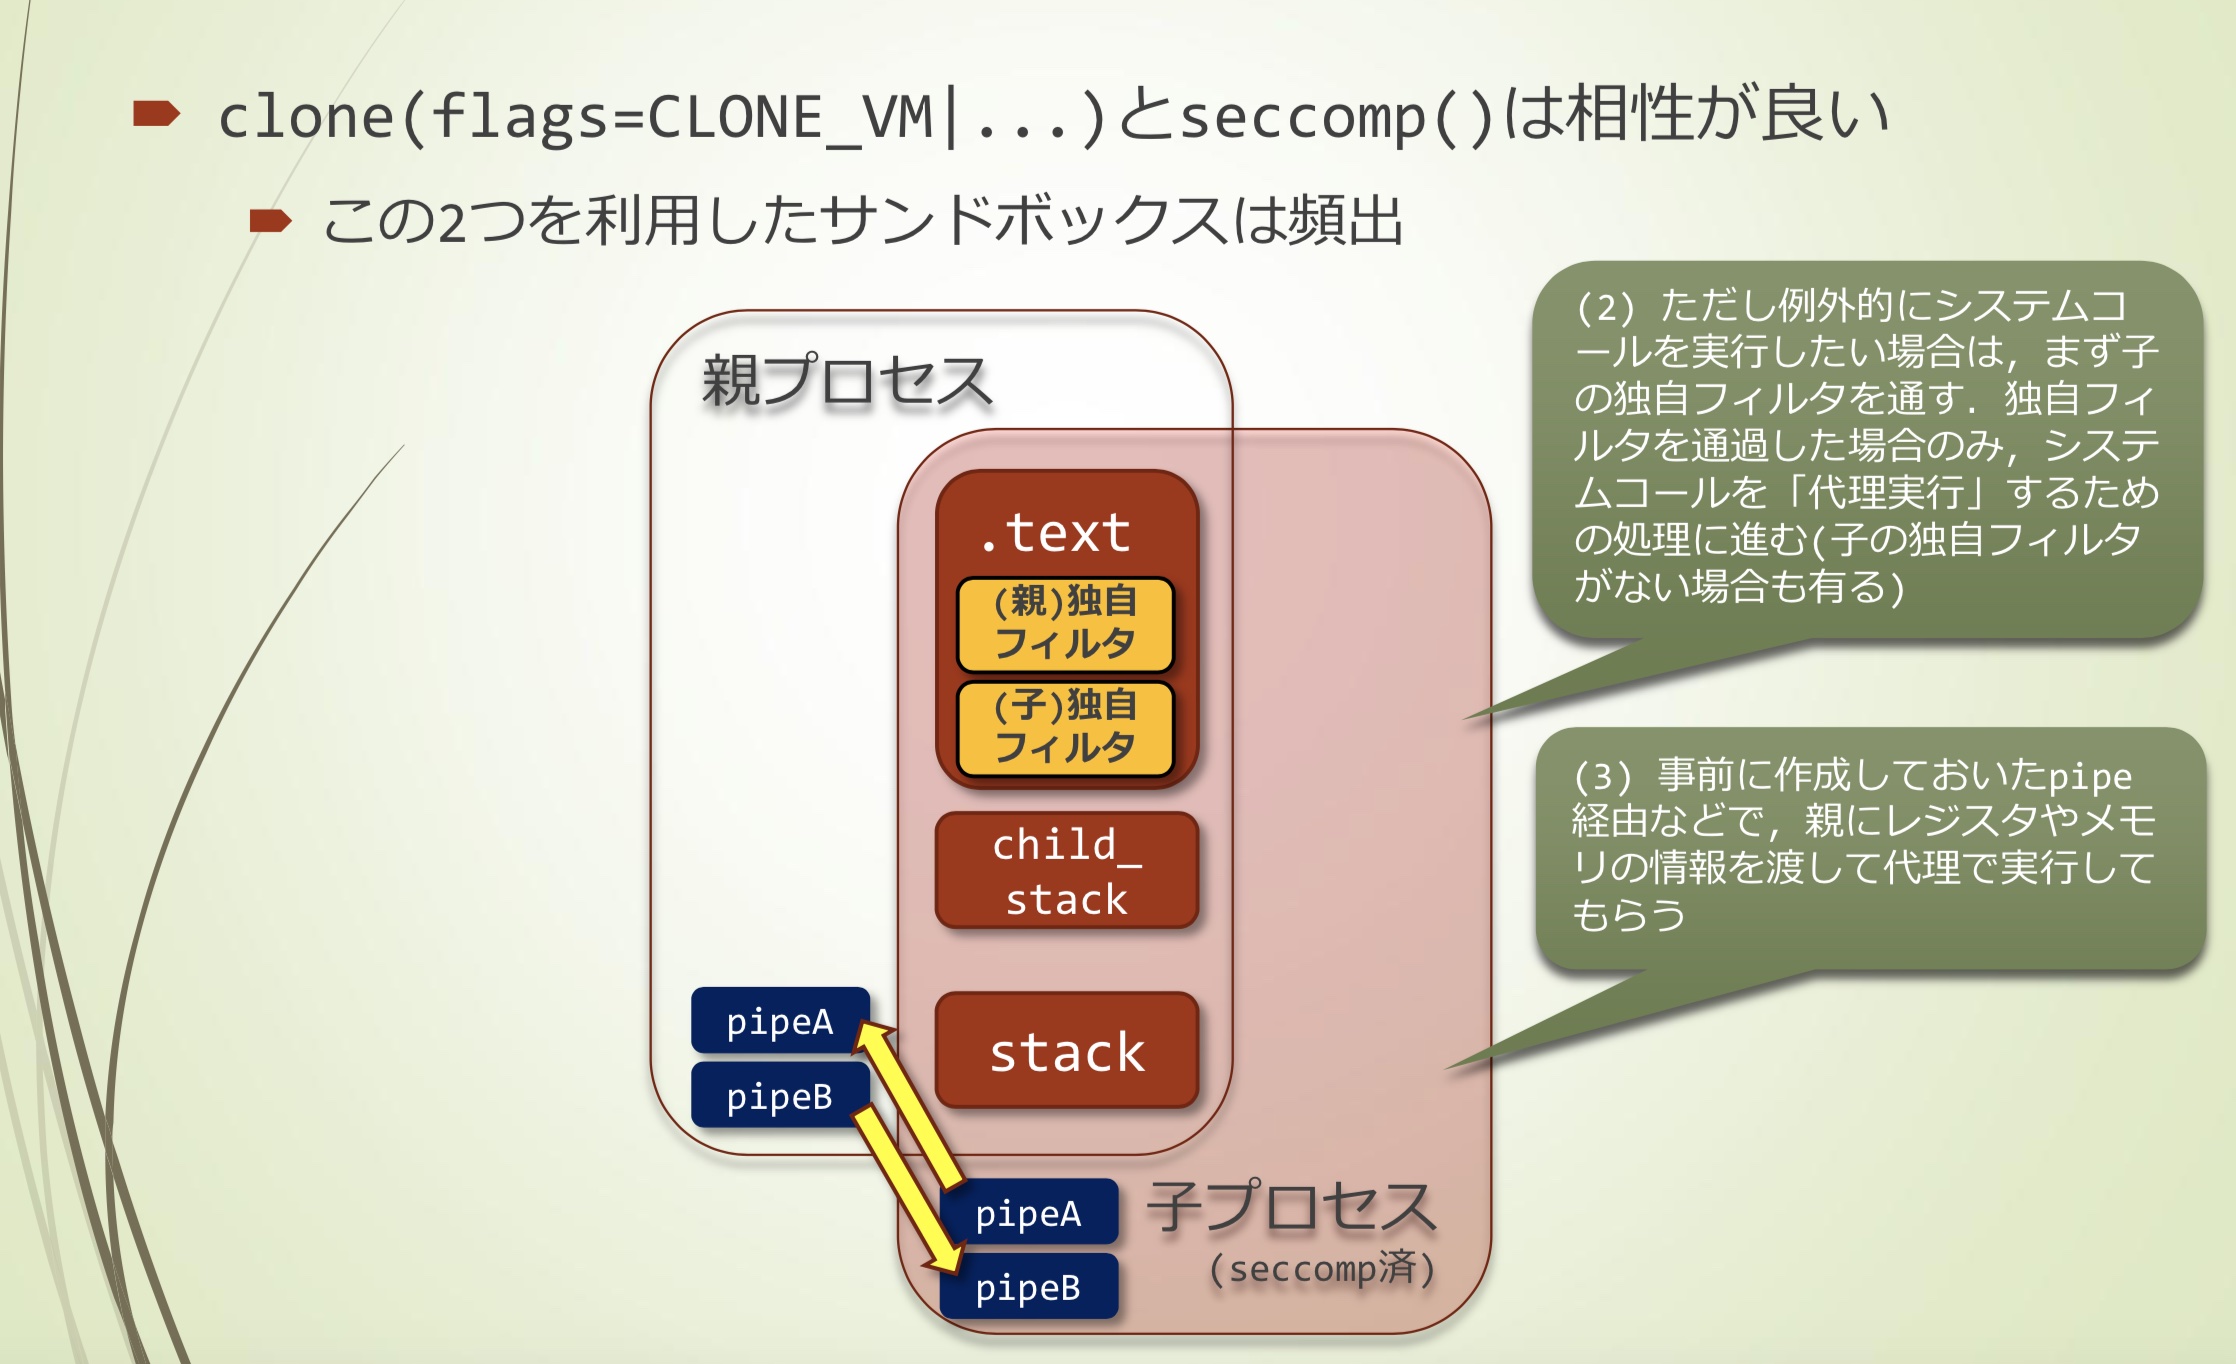 clone(flags=CLONE_VM|...)とseccomp()は相性が良い
この2つを利用したサンドボックスは頻出
親プロセス
.text
(親)独自
フィルタ
(子)独自
フィルタ
child_
stack
stack
pipeA
pipeB
pipeA
pipeB
子プロセス
(seccomp済)
(2) ただし例外的にシステムコ
ールを実行したい場合は，まず子
の独自フィルタを通す．独自フィ
ルタを通過した場合のみ，システ
ムコールを「代理実行」するため
の処理に進む(子の独自フィルタ
がない場合も有る)
(3) 事前に作成しておいたpipe
経由などで，親にレジスタやメモ
リの情報を渡して代理で実行して
もらう